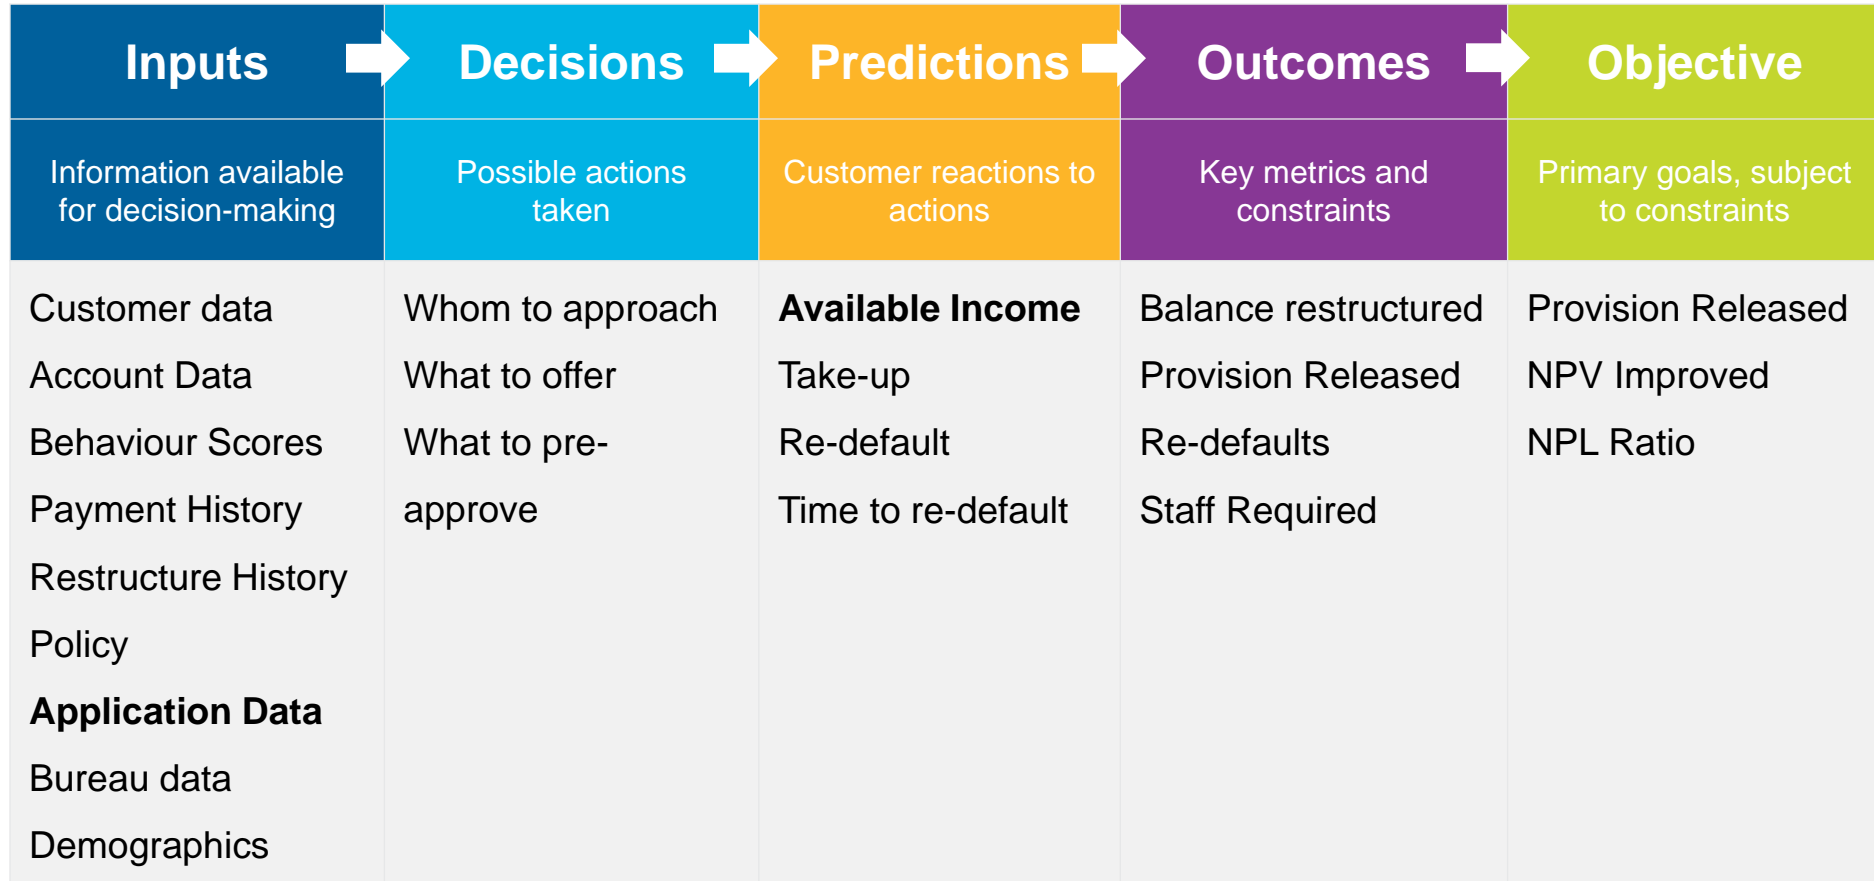 Inputs
Decisions
Predictions
Outcomes
Objective
Information available
for decision-making
Possible actions
taken
Customer reactions to
actions
Key metrics and
constraints
Primary goals, subject
to constraints
Customer data
Account Data
Behaviour Scores
Payment History
Restructure History
Policy
Application Data
Bureau data
Demographics
Whom to approach
What to offer
What to pre-
approve
Available Income
Take-up
Re-default
Time to re-default
Balance restructured
Provision Released
Re-defaults
Staff Required
Provision Released
NPV Improved
NPL Ratio